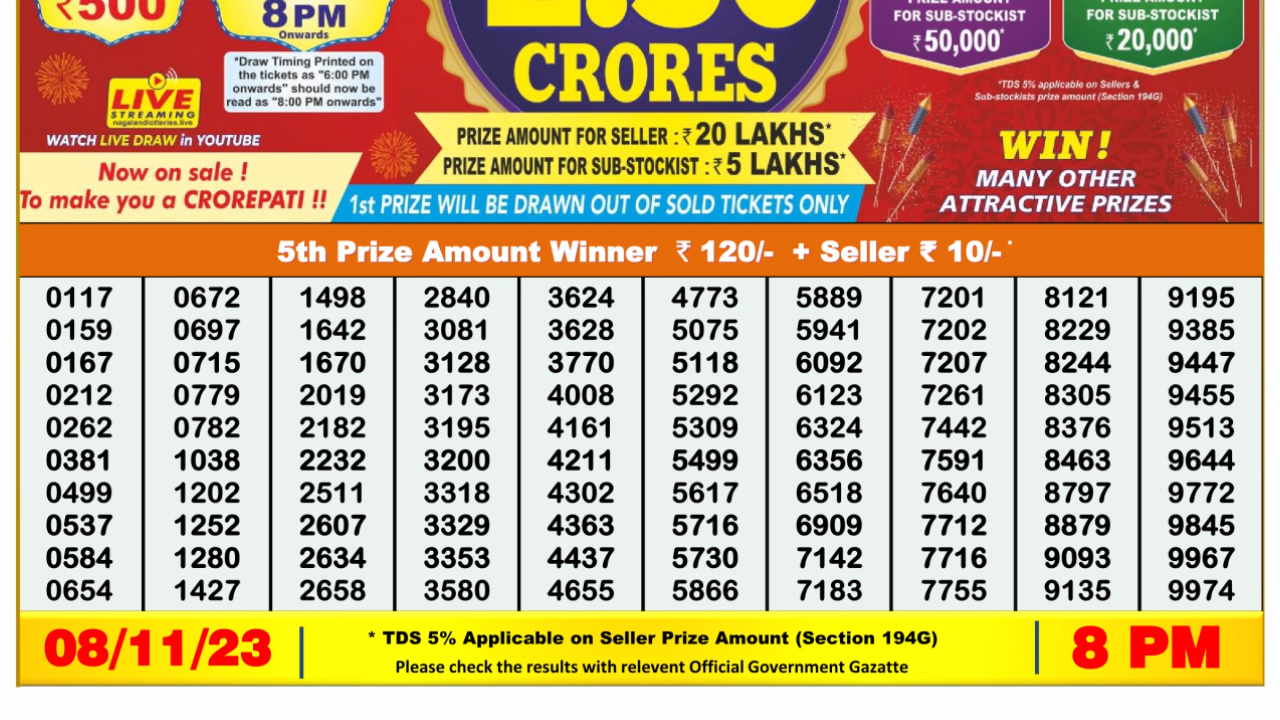 ₹500
8PM
Onwards
*Draw Timing Printed on
the tickets as "6:00 PM
onwards" should now be
read as "8:00 PM onwards"
LIVE
STREAMING
nagalandlotteries.live
WATCH LIVE DRAW in YOUTUBE
Now on sale !
To make you a CROREPATI !!
CRORES
PRIZE AMOUNT FOR SELLER : ₹ 20 LAKHS*
PRIZE AMOUNT FOR SUB-STOCKIST : ₹ 5 LAKHS*
1st PRIZE WILL BE DRAWN OUT OF SOLD TICKETS ONLY
PRIZE AMOUNT
FOR SUB-STOCKIST
₹ 50,000*
PRIZE AMOUNT
FOR SUB-STOCKIST
₹ 20,000*
*TDS 5% applicable on Sellers &
Sub-stockists prize amount (Section 194G)
WIN !
MANY OTHER
ATTRACTIVE PRIZES
5th Prize Amount Winner ₹ 120/- + Seller ₹ 10/- *
0117 0672 1498 2840 3624 4773 5889 7201 8121 9195
0159 0697 1642 3081 3628 5075 5941 7202 8229 9385
0167 0715 1670 3128 3770 5118 6092 7207 8244 9447
0212 0779 2019 3173 4008 5292 6123 7261 8305 9455
0262 0782 2182 3195 4161 5309 6324 7442 8376 9513
0381 1038 2232 3200 4211 5499 6356 7591 8463 9644
0499 1202 2511 3318 4302 5617 6518 7640 8797 9772
0537 1252 2607 3329 4363 5716 6909 7712 8879 9845
0584 1280 2634 3353 4437 5730 7142 7716 9093 9967
0654 1427 2658 3580 4655 5866 7183 7755 9135 9974
08/11/23
* TDS 5% Applicable on Seller Prize Amount (Section 194G)
Please check the results with relevent Official Government Gazatte
8 PM